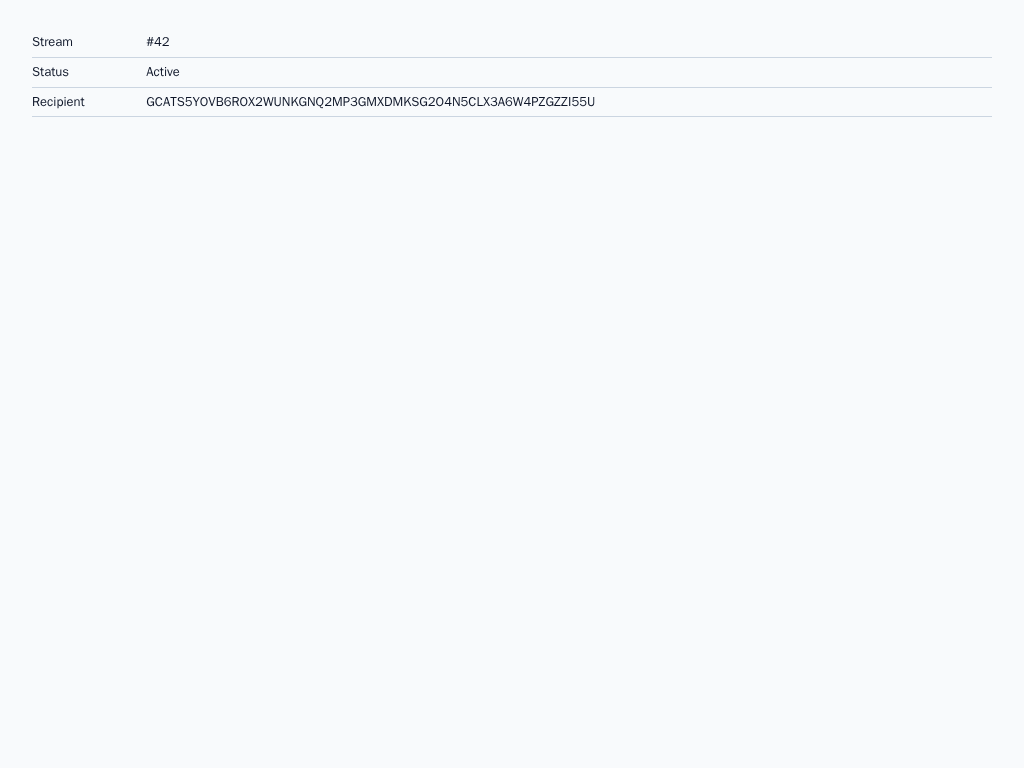 Stream #42
Status Active
Recipient GCATS5YOVB6ROX2WUNKGNQ2MP3GMXDMKSG2O4N5CLX3A6W4PZGZZI55U